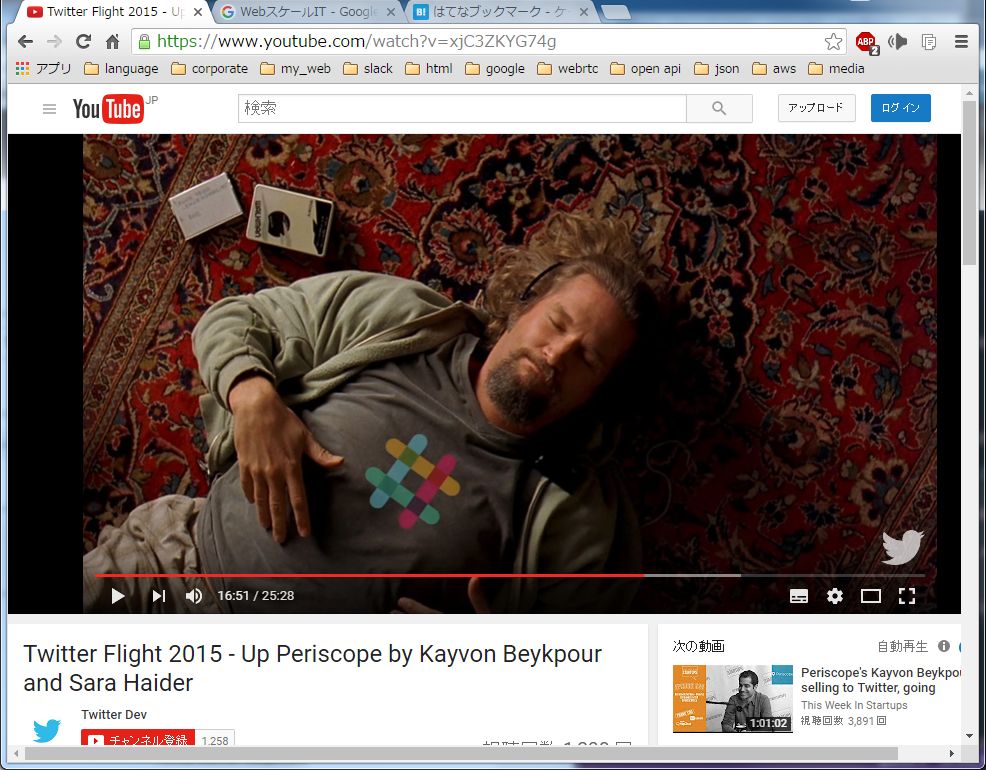 Twitter Flight 2015 - Up
WebスケールIT - Google
B! はてなブックマーク - ケー
https://www.youtube.com/watch?v=xjC3ZKYG74g
ABP 2
アプリ language corporate my_web slack html google webrtc open api json aws media
YouTube JP
検索
アップロード
ログイン
WALKMAN
16:51 / 25:28
Twitter Flight 2015 - Up Periscope by Kayvon Beykpour
and Sara Haider
Twitter Dev
チャンネル登録 1,258
次の動画
自動再生
1:01:02
Periscope's Kayvon Beykpou
selling to Twitter, going
This Week In Startups
視聴回数 3,891 回